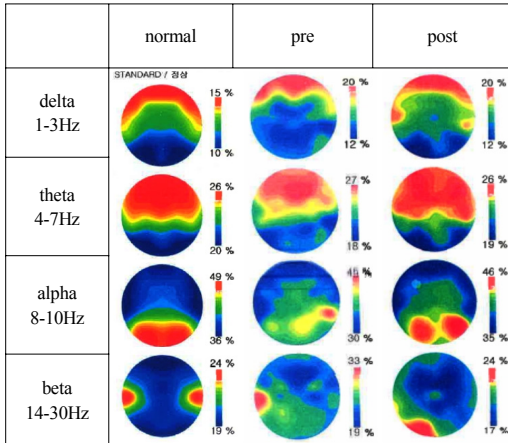 normal pre post
STANDARD / 정상
delta
1-3Hz
15 %
10 %
20 %
12 %
20 %
12 %
theta
4-7Hz
26 %
20 %
27 %
18 %
26 %
19 %
alpha
8-10Hz
49 %
36 %
45 %
30 %
46 %
35 %
beta
14-30Hz
24 %
19 %
33 %
19 %
24 %
17 %